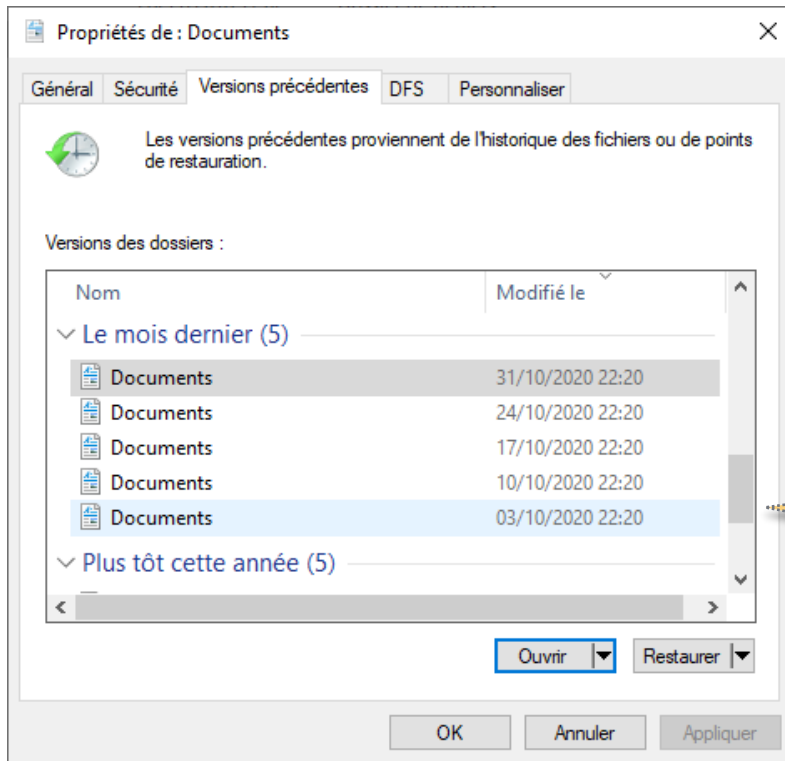 Propriétés de : Documents
Général Sécurité Versions précédentes DFS Personnaliser
Les versions précédentes proviennent de l'historique des fichiers ou de points
de restauration.
Versions des dossiers :
Nom Modifié le
Le mois dernier (5)
Documents 31/10/2020 22:20
Documents 24/10/2020 22:20
Documents 17/10/2020 22:20
Documents 10/10/2020 22:20
Documents 03/10/2020 22:20
Plus tôt cette année (5)
Ouvrir Restaurer
OK Annuler Appliquer